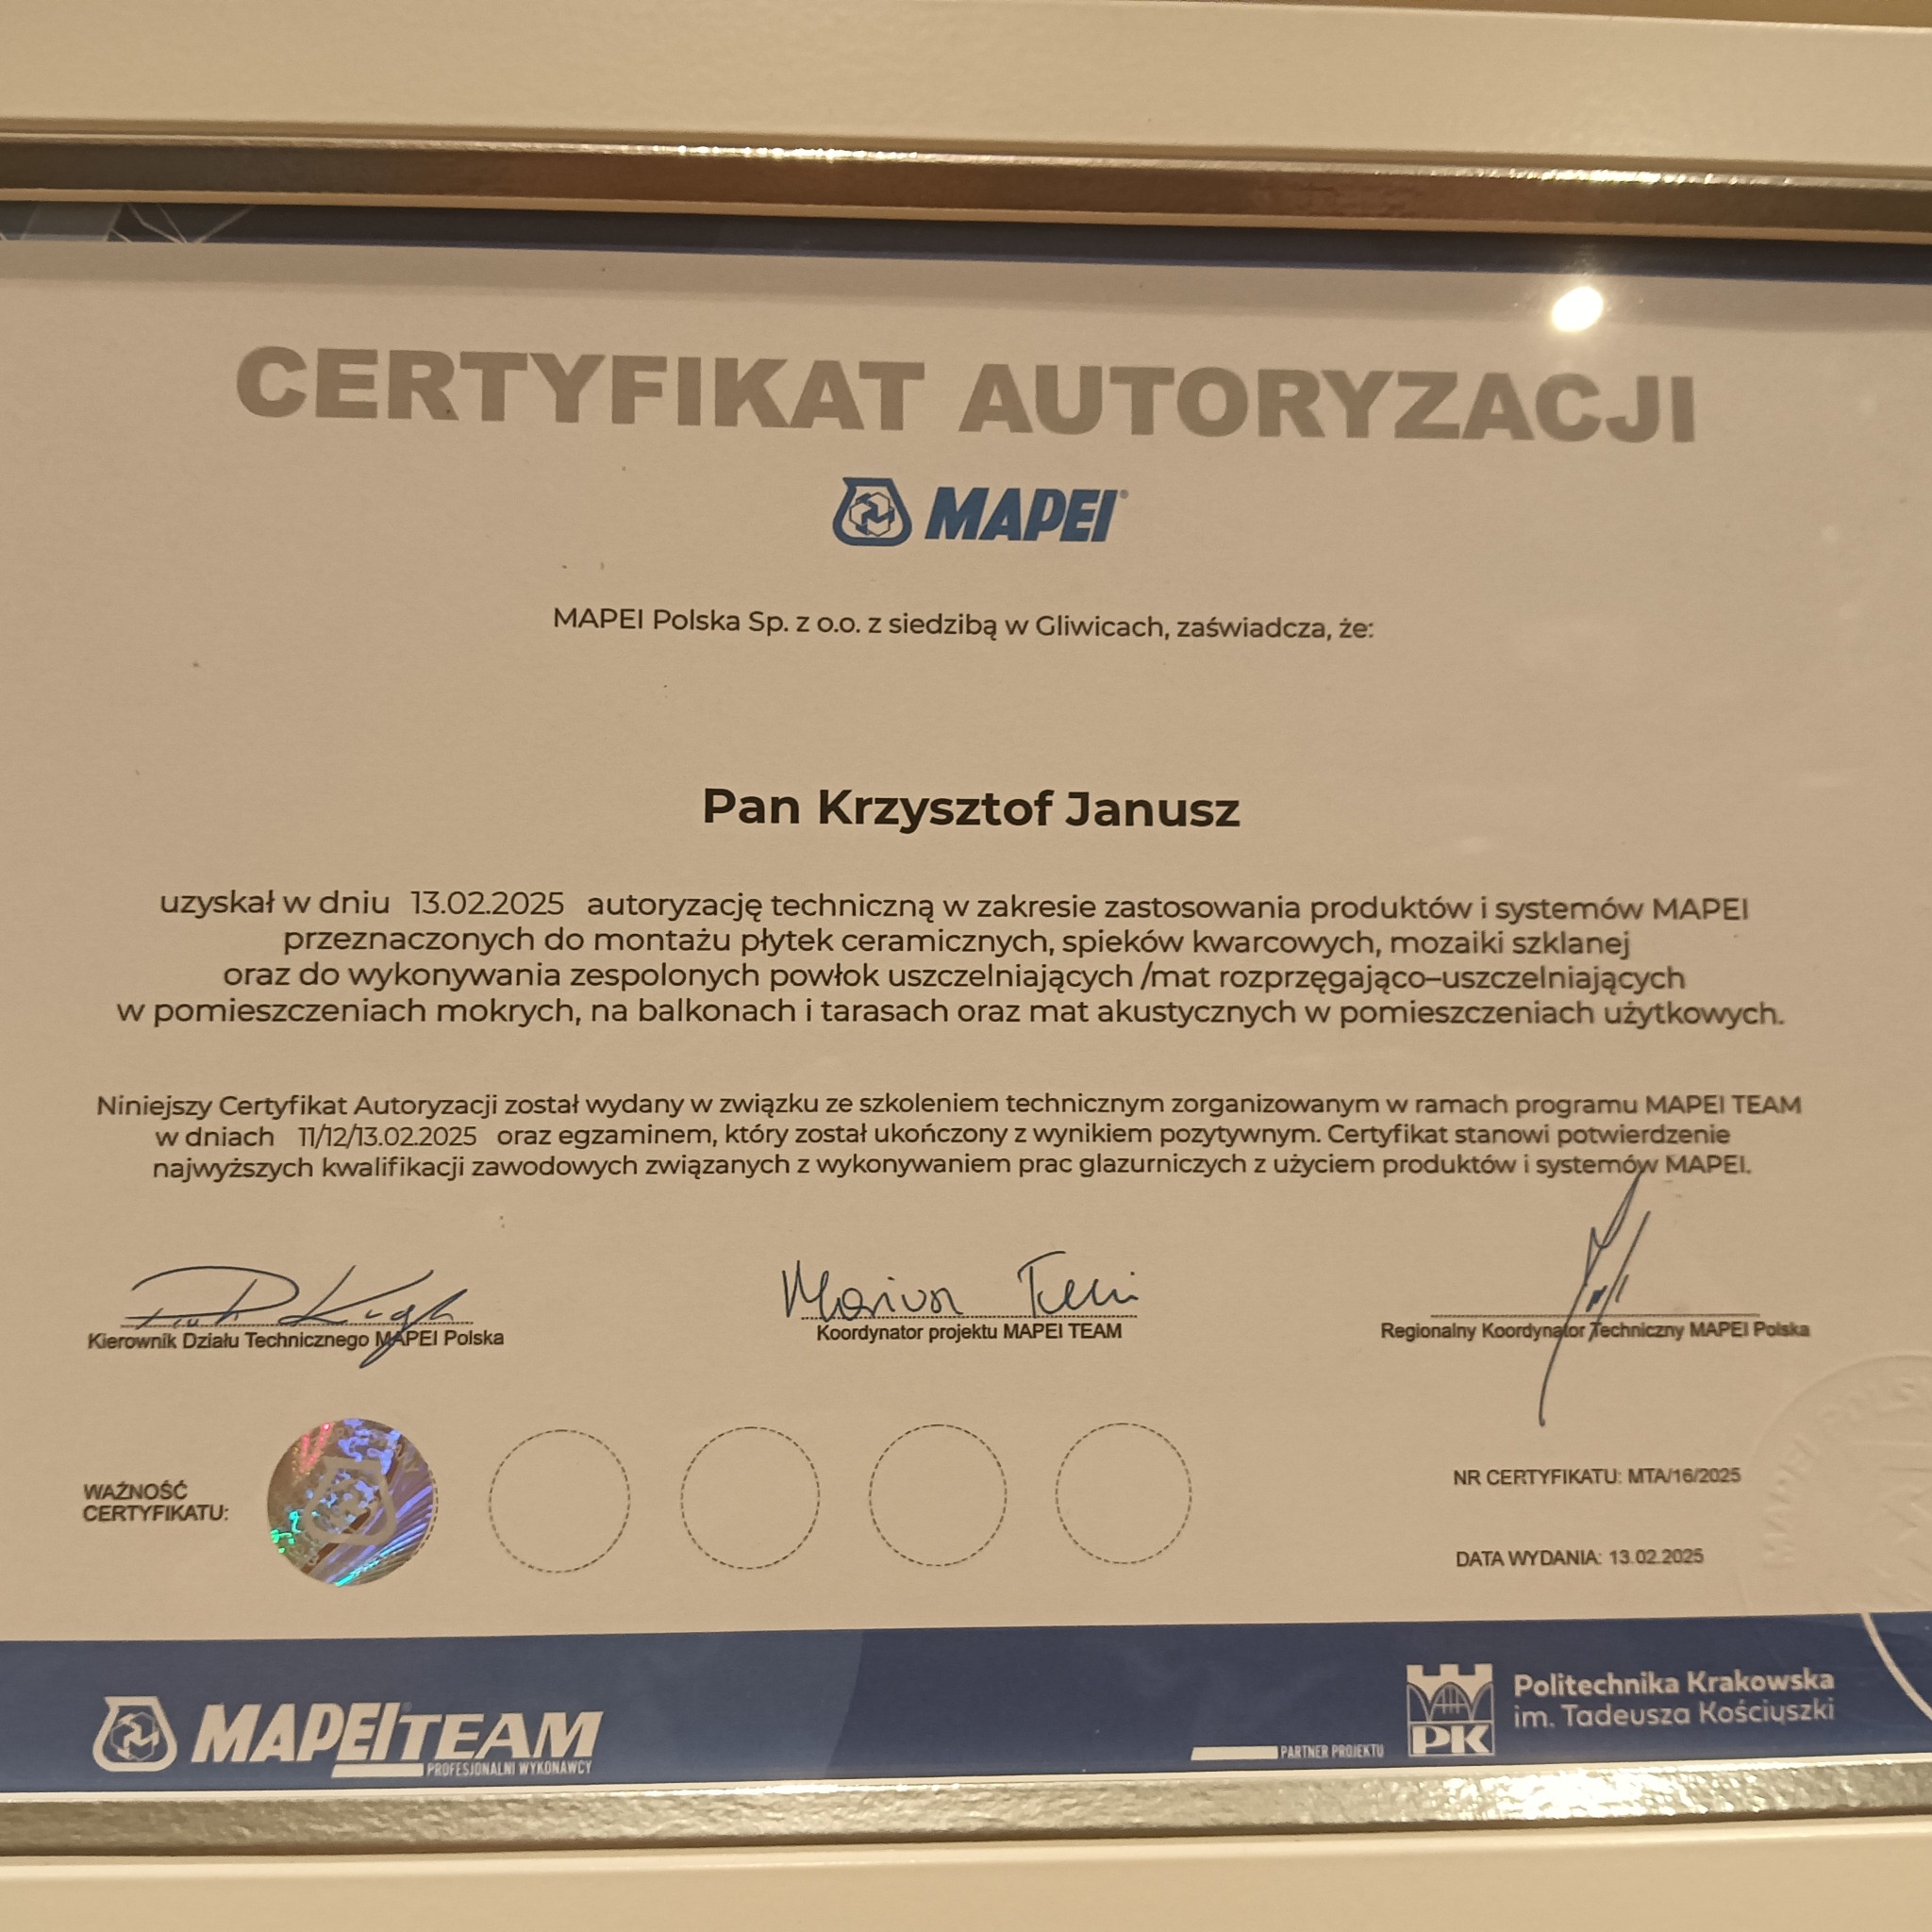 CERTYFIKAT AUTORYZACJI
MAPEI®
MAPEI Polska Sp. z o.o. z siedzibą w Gliwicach, zaświadcza, że:
Pan Krzysztof Janusz
uzyskał w dniu 13.02.2025 autoryzację techniczną w zakresie zastosowania produktów i systemów MAPEI
przeznaczonych do montażu płytek ceramicznych, spieków kwarcowych, mozaiki szklanej
oraz do wykonywania zespolonych powłok uszczelniających /mat rozprzęgająco–uszczelniających
w pomieszczeniach mokrych, na balkonach i tarasach oraz mat akustycznych w pomieszczeniach użytkowych.
Niniejszy Certyfikat Autoryzacji został wydany w związku ze szkoleniem technicznym zorganizowanym w ramach programu MAPEI TEAM
w dniach 11/12/13.02.2025 oraz egzaminem, który został ukończony z wynikiem pozytywnym. Certyfikat stanowi potwierdzenie
najwyższych kwalifikacji zawodowych związanych z wykonywaniem prac glazurniczych z użyciem produktów i systemów MAPEI.
Kierownik Działu Technicznego MAPEI Polska
Koordynator projektu MAPEI TEAM
Regionalny Koordynator Techniczny MAPEI Polska
WAŻNOŚĆ
CERTYFIKATU:
NR CERTYFIKATU: MTA/16/2025
DATA WYDANIA: 13.02.2025
MAPEI TEAM
PROFESJONALNI WYKONAWCY
PARTNER PROJEKTU
PK
Politechnika Krakowska
im. Tadeusza Kościuszki